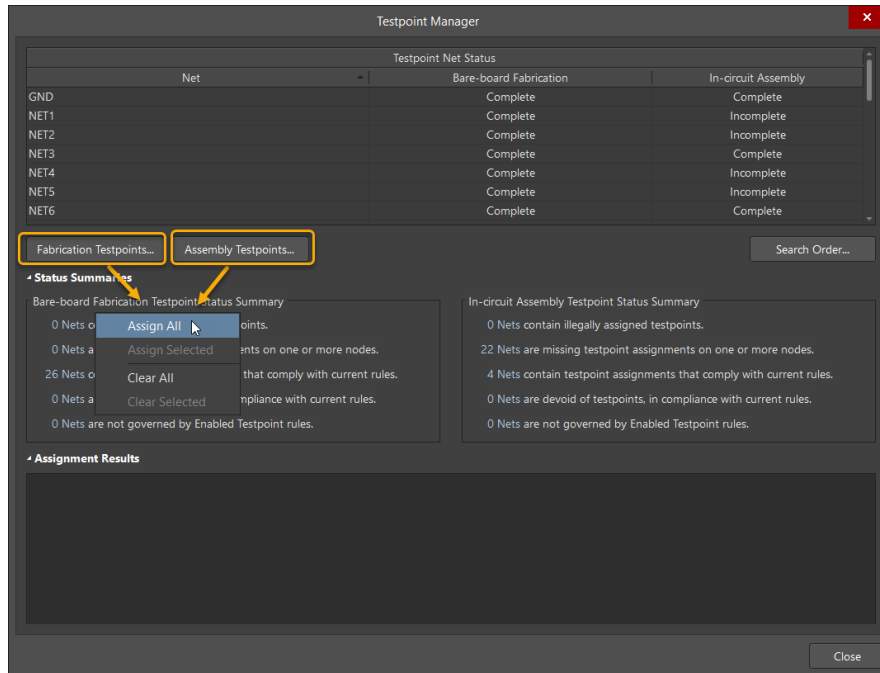 Testpoint Manager
Testpoint Net Status
Net Bare-board Fabrication In-circuit Assembly
GND Complete Complete
NET1 Complete Incomplete
NET2 Complete Incomplete
NET3 Complete Complete
NET4 Complete Incomplete
NET5 Complete Incomplete
NET6 Complete Complete
Fabrication Testpoints... Assembly Testpoints... Search Order...
Status Summaries
Bare-board Fabrication Testpoint Status Summary
0 Nets
0 Nets
26 Nets that comply with current rules.
0 Nets with current rules.
0 Nets are not governed by Enabled Testpoint rules.
Assign All
Assign Selected
Clear All
Clear Selected
on one or more nodes.
In-circuit Assembly Testpoint Status Summary
0 Nets contain illegally assigned testpoints.
22 Nets are missing testpoint assignments on one or more nodes.
4 Nets contain testpoint assignments that comply with current rules.
0 Nets are devoid of testpoints, in compliance with current rules.
0 Nets are not governed by Enabled Testpoint rules.
Assignment Results
Close